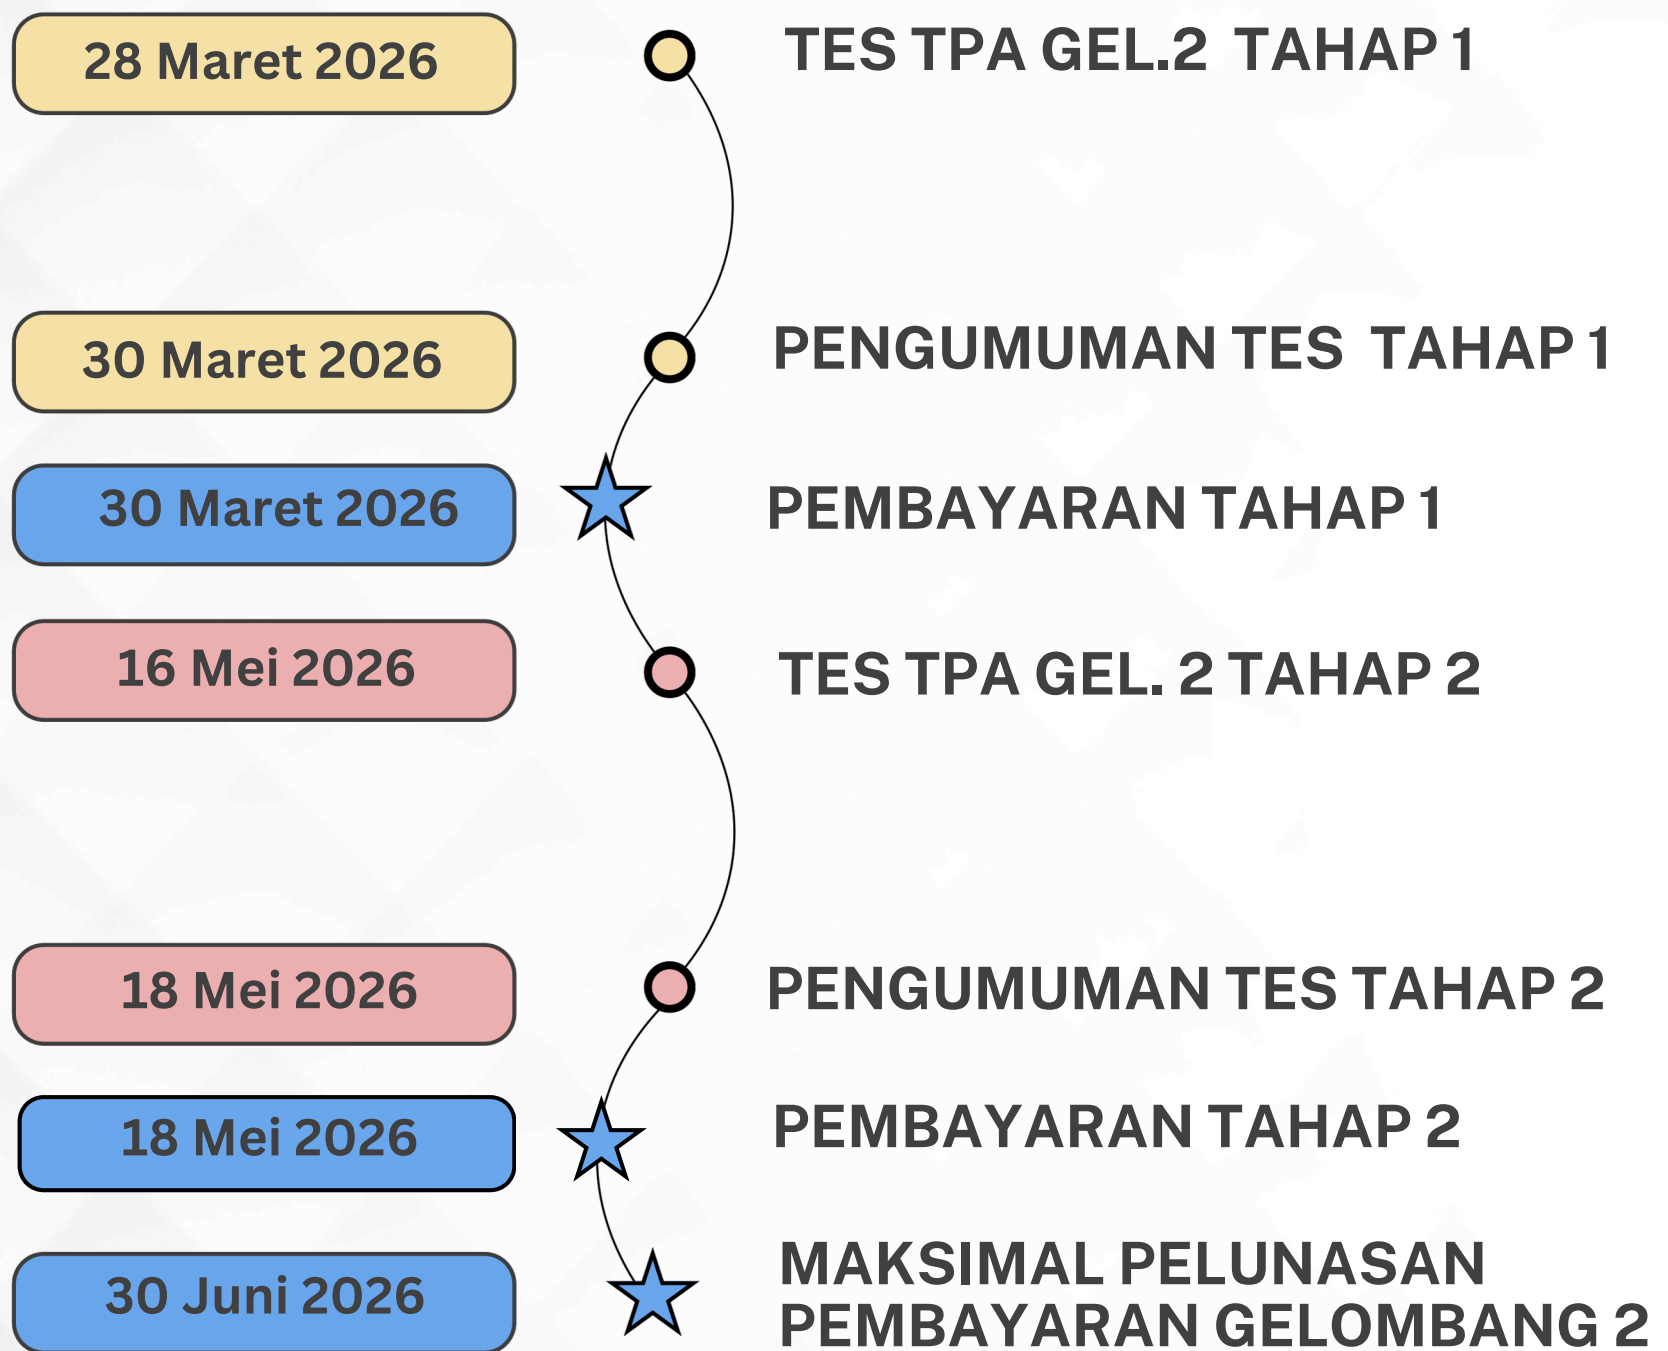 28 Maret 2026
TES TPA GEL.2 TAHAP 1
30 Maret 2026
PENGUMUMAN TES TAHAP 1
30 Maret 2026
PEMBAYARAN TAHAP 1
16 Mei 2026
TES TPA GEL. 2 TAHAP 2
18 Mei 2026
PENGUMUMAN TES TAHAP 2
18 Mei 2026
PEMBAYARAN TAHAP 2
30 Juni 2026
MAKSIMAL PELUNASAN
PEMBAYARAN GELOMBANG 2